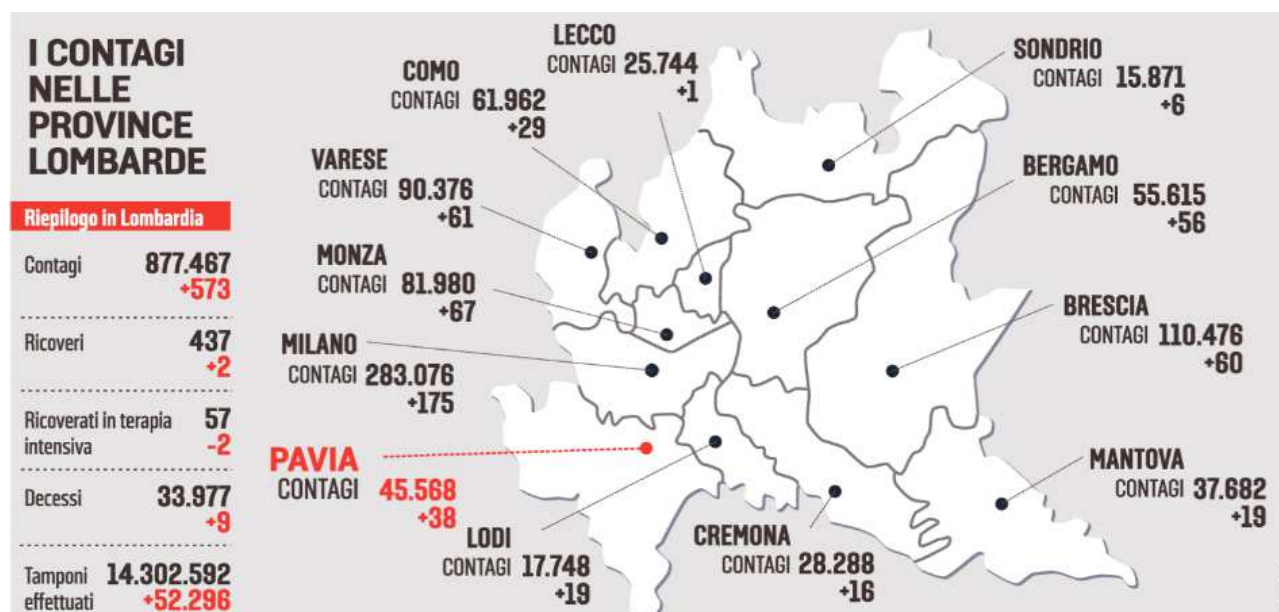 I CONTAGI
NELLE
PROVINCE
LOMBARDE
Riepilogo in Lombardia
Contagi 877.467
+573
Ricoveri 437
+2
Ricoverati in terapia intensiva 57
-2
Decessi 33.977
+9
Tamponi effettuati 14.302.592
+52.296
LECCO
CONTAGI 25.744
+1
COMO
CONTAGI 61.962
+29
VARESE
CONTAGI 90.376
+61
MONZA
CONTAGI 81.980
+67
MILANO
CONTAGI 283.076
+175
PAVIA
CONTAGI 45.568
+38
LODI
CONTAGI 17.748
+19
CREMONA
CONTAGI 28.288
+16
SONDRIO
CONTAGI 15.871
+6
BERGAMO
CONTAGI 55.615
+56
BRESCIA
CONTAGI 110.476
+60
MANTOVA
CONTAGI 37.682
+19